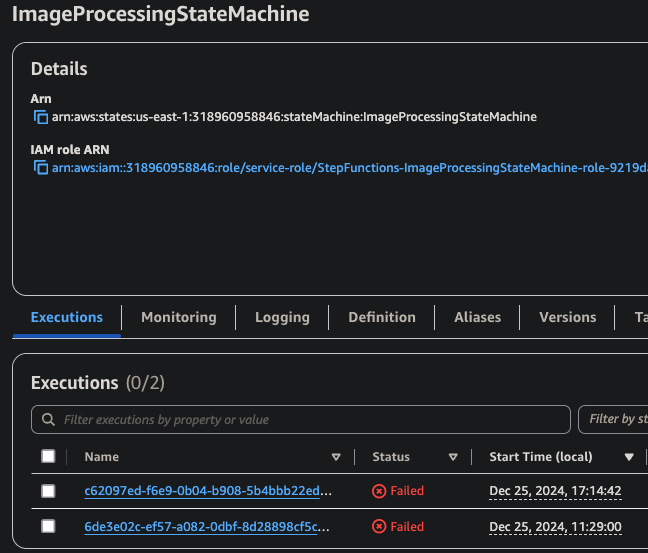 ImageProcessingStateMachine
Details
Arn
arn:aws:states:us-east-1:318960958846:stateMachine:ImageProcessingStateMachine
IAM role ARN
arn:aws:iam::318960958846:role/service-role/StepFunctions-ImageProcessingStateMachine-role-9219d
Executions Monitoring Logging Definition Aliases Versions Ta
Executions (0/2)
Filter executions by property or value Filter by st
Name Status Start Time (local)
c62097ed-f6e9-0b04-b908-5b4bbb22ed... Failed Dec 25, 2024, 17:14:42
6de3e02c-ef57-a082-0dbf-8d28898cf5c... Failed Dec 25, 2024, 11:29:00